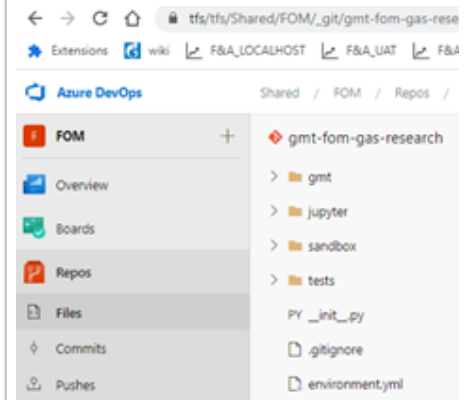 tfs/tfs/Shared/FOM/_git/gmt-fom-gas-rese
Extensions wiki F&A_LOCALHOST F&A_UAT F&A
Azure DevOps Shared / FOM / Repos /
F FOM + gmt-fom-gas-research
gmt
Overview
jupyter
Boards
sandbox
Repos
tests
Files
PY __init__.py
Commits
.gitignore
Pushes
environment.yml